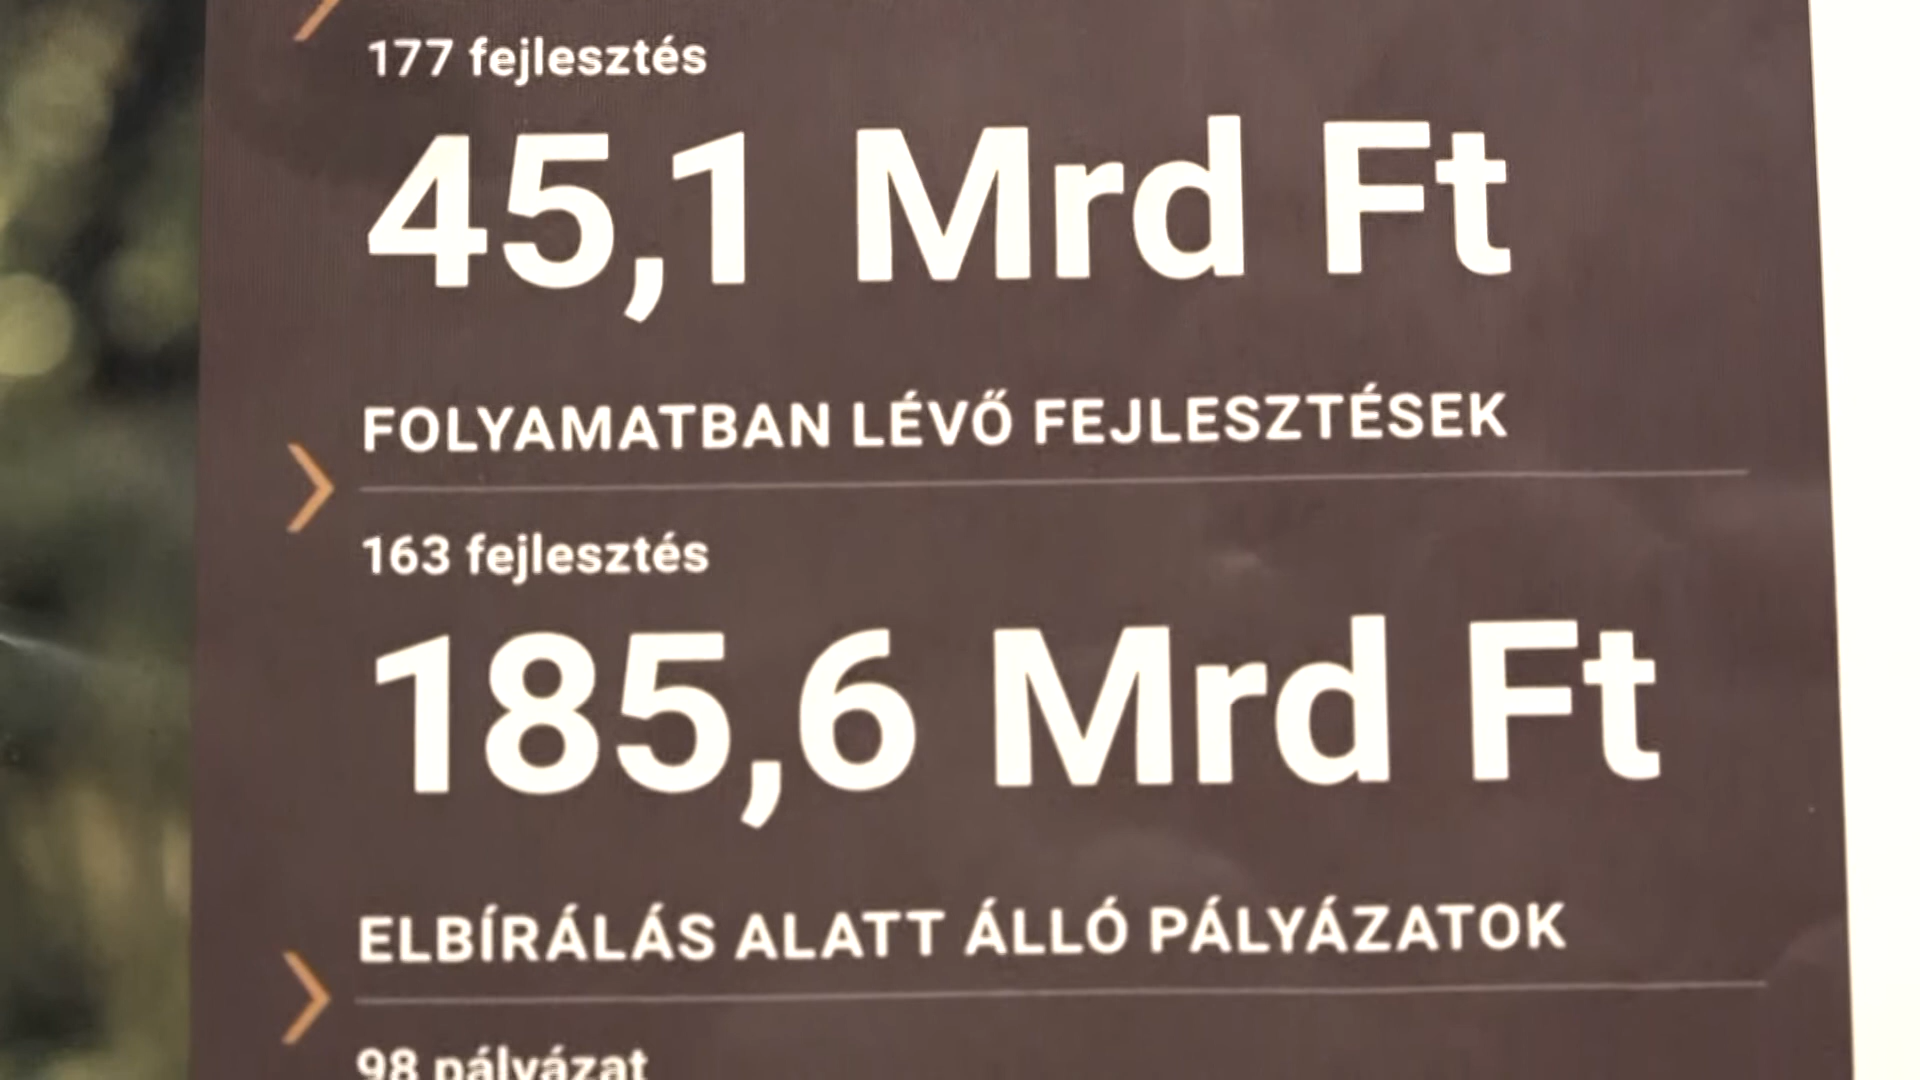 177 fejlesztés
45,1 Mrd Ft
FOLYAMATBAN LÉVŐ FEJLESZTÉSEK
163 fejlesztés
185,6 Mrd Ft
ELBÍRÁLÁS ALATT ÁLLÓ PÁLYÁZATOK
98 pályázat